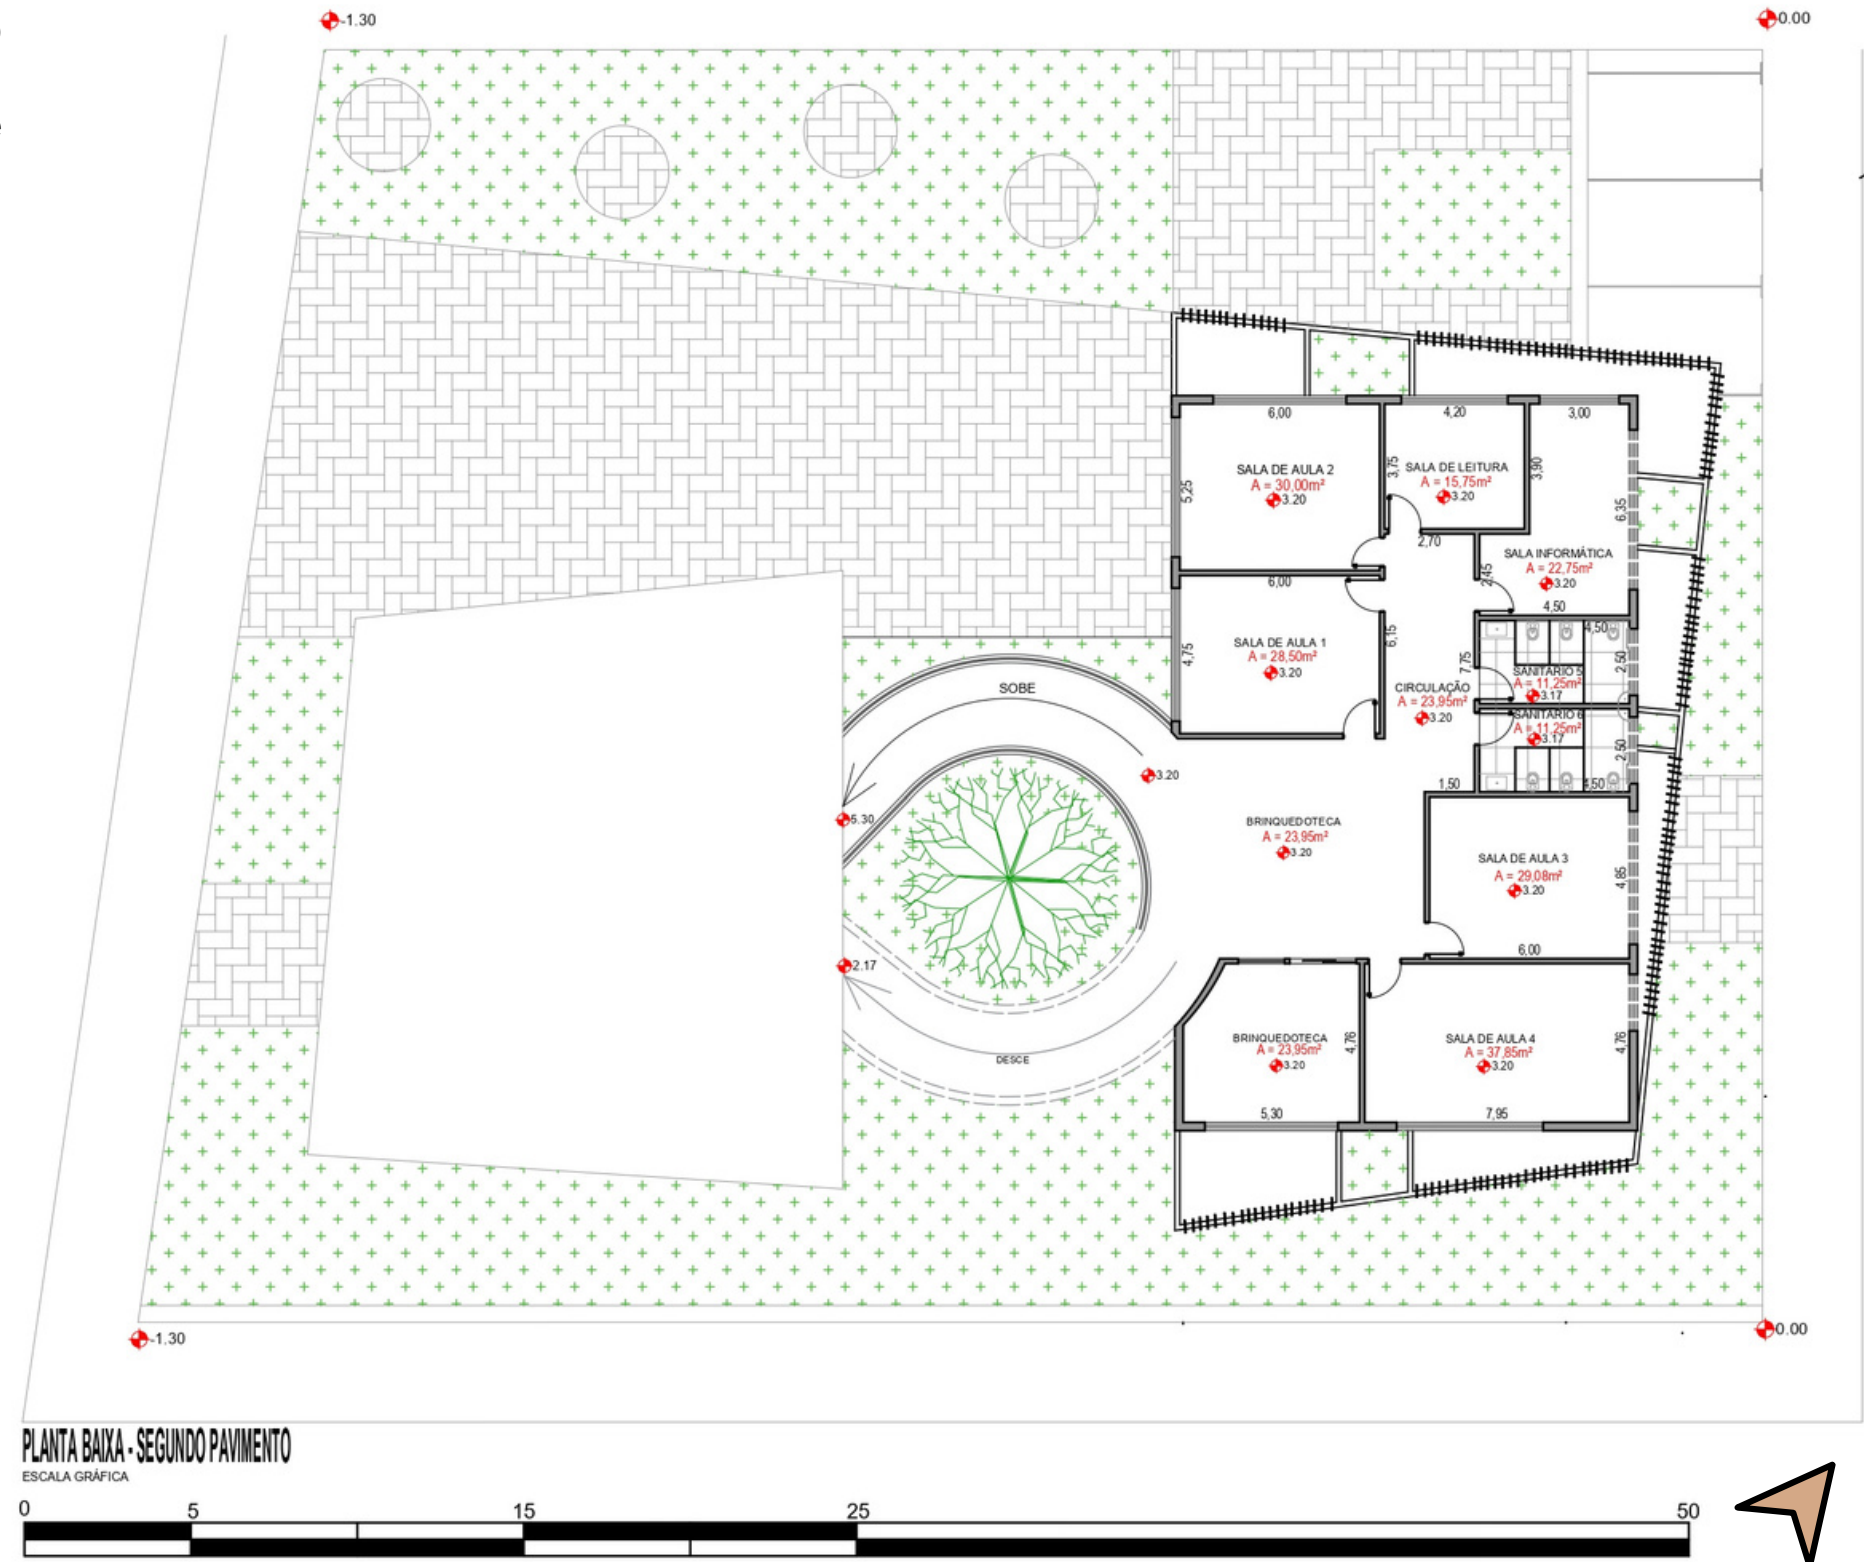 -1.30
0.00
6,00
4,20
3,00
SALA DE AULA 2
A = 30,00m²
3.20
5,25
3,75
SALA DE LEITURA
A = 15,75m²
3.20
3,90
6,35
2,70
SALA INFORMÁTICA
A = 22,75m²
3.20
2,45
4,50
6,00
SALA DE AULA 1
A = 28,50m²
3.20
4,75
6,15
7,75
4,50
2,50
SANITÁRIO 5
A = 11,25m²
3.17
SANITÁRIO 6
A = 11,25m²
3.17
2,50
4,50
CIRCULAÇÃO
A = 23,95m²
3.20
1,50
SOBE
3.20
5.30
BRINQUEDOTECA
A = 23,95m²
3.20
SALA DE AULA 3
A = 29,08m²
3.20
4,85
6,00
2.17
DESCE
BRINQUEDOTECA
A = 23,95m²
3.20
4,76
5,30
SALA DE AULA 4
A = 37,85m²
3.20
4,76
7,95
-1.30
0.00
PLANTA BAIXA - SEGUNDO PAVIMENTO
ESCALA GRÁFICA
0 5 15 25 50